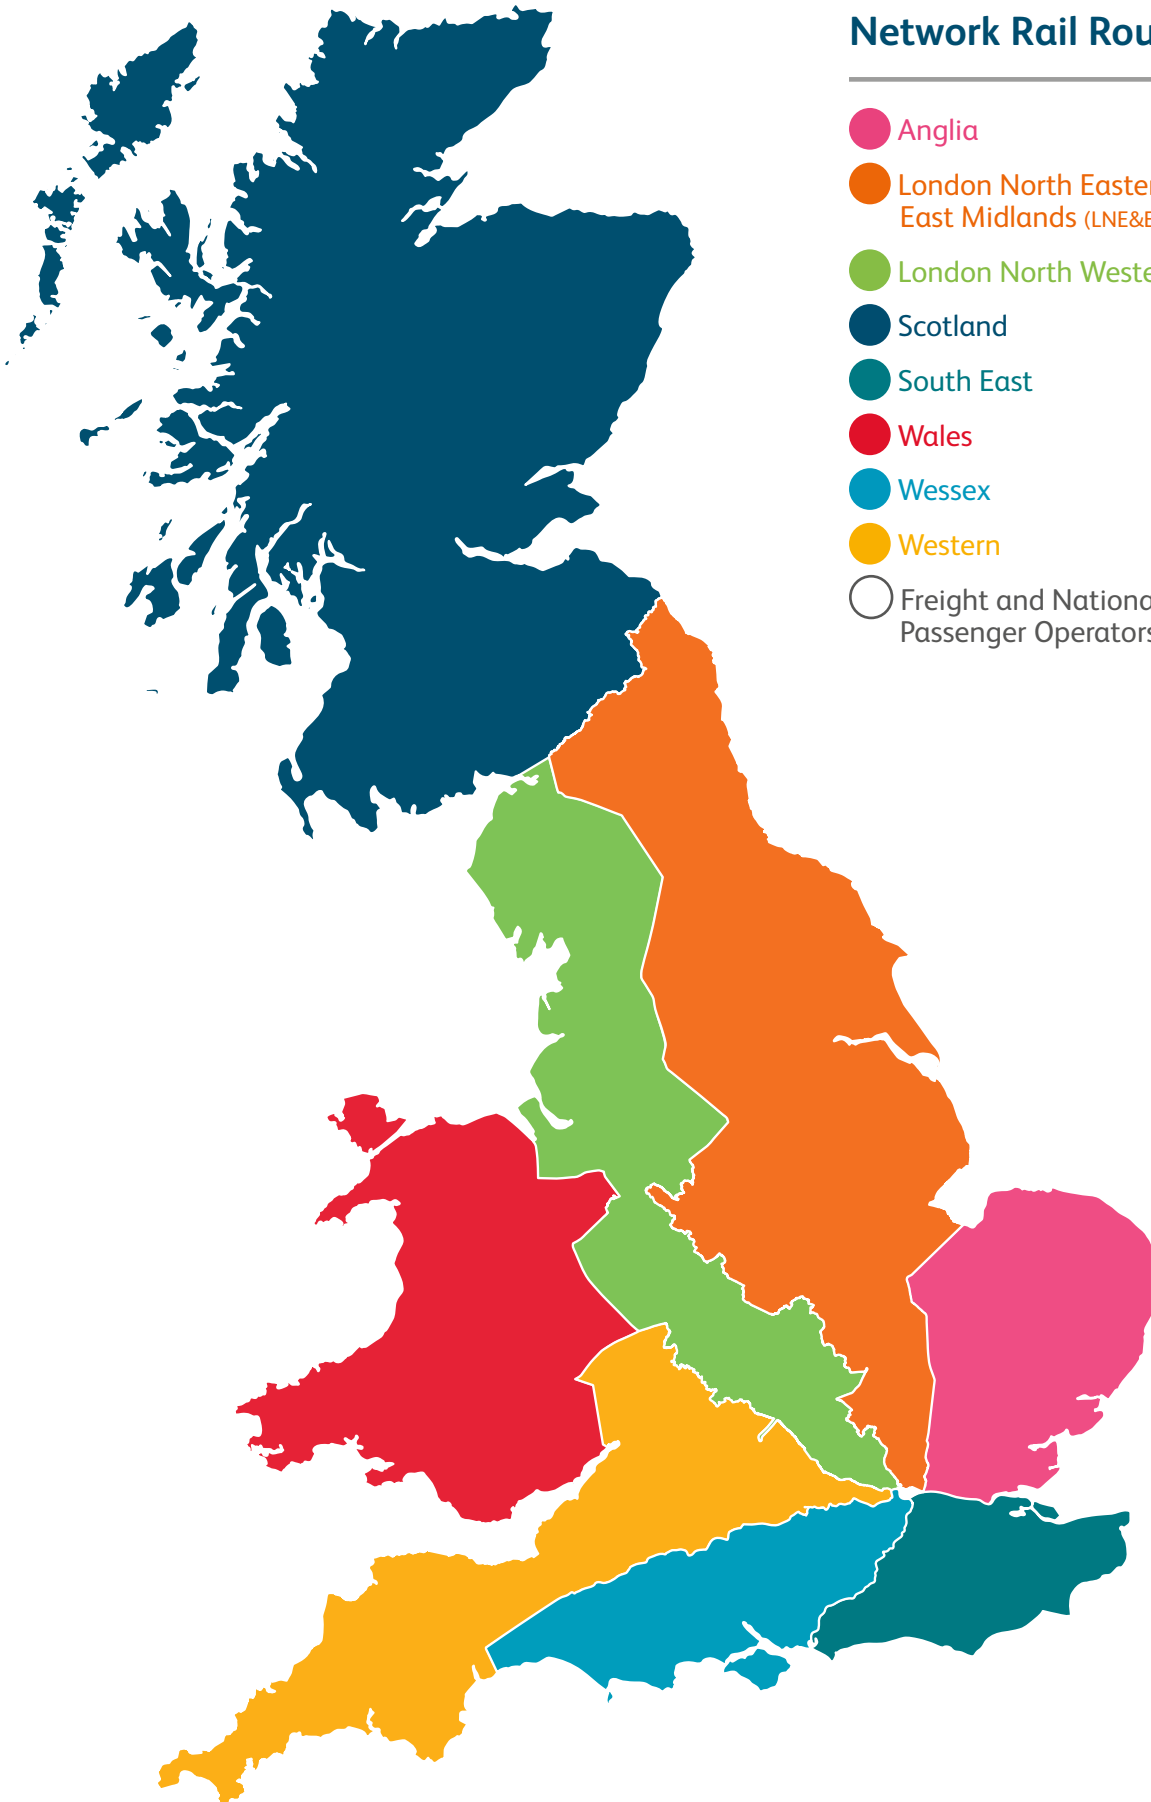 Network Rail Rou
Anglia
London North Easter
East Midlands (LNE&E
London North Weste
Scotland
South East
Wales
Wessex
Western
Freight and Nationa
Passenger Operators